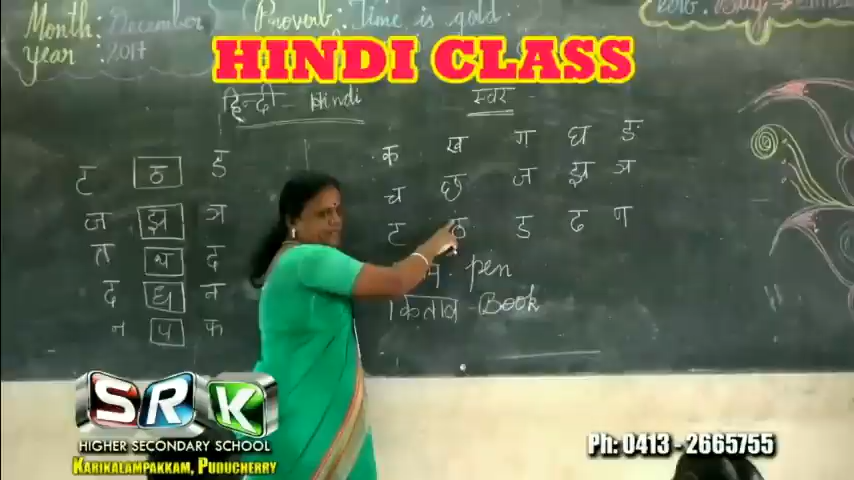 Month: December
Year: 2017
Proverb: Time is gold.
HINDI CLASS
हिन्दी - Hindi
स्वर
क ख ग घ ङ
च छ ज झ ञ
ट ठ ड ढ ण
pen
किताब - Book
ट ठ ड
ज झ ञ
त थ द
द ध न
न प फ
SRK
HIGHER SECONDARY SCHOOL
KARIKALAMPAKKAM, PUDUCHERRY
Ph: 0413 - 2665755